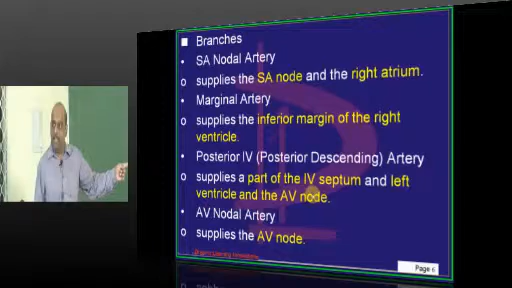 Branches
SA Nodal Artery
supplies the SA node and the right atrium.
Marginal Artery
supplies the inferior margin of the right
ventricle.
Posterior IV (Posterior Descending) Artery
supplies a part of the IV septum and left
ventricle and the AV node.
AV Nodal Artery
supplies the AV node.
Page 6